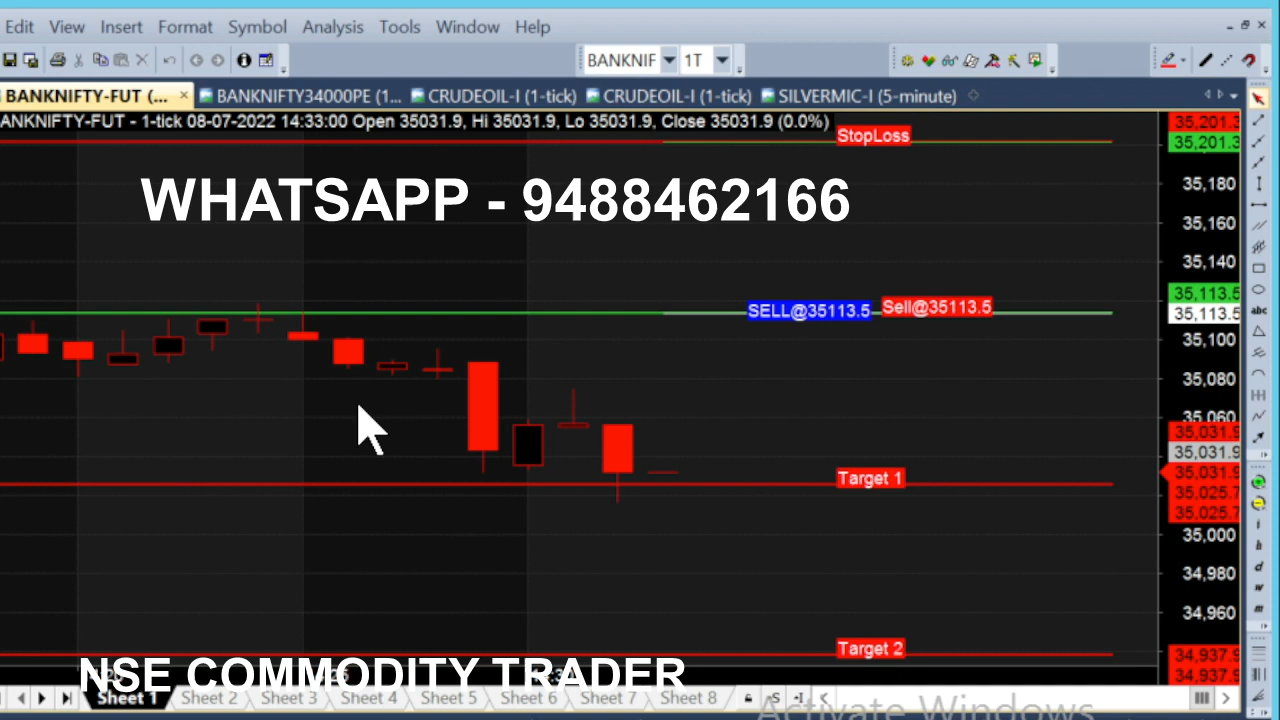 Edit View Insert Format Symbol Analysis Tools Window Help
BANKNIF 1T
BANKNIFTY-FUT (... × BANKNIFTY34000PE (1... CRUDEOIL-I (1-tick) CRUDEOIL-I (1-tick) SILVERMIC-I (5-minute)
ANKNIFTY-FUT - 1-tick 08-07-2022 14:33:00 Open 35031.9, Hi 35031.9, Lo 35031.9, Close 35031.9 (0.0%)
35,201.3
StopLoss
35,201.3
35,180
WHATSAPP - 9488462166
35,160
35,140
35,113.5
SELL@35113.5 Sell@35113.5
35,113.5
abc
35,100
35,080
35,060
35,031.9
35,031.9
35,031.9
Target 1
35,025.7
35,025.7
35,000
34,980
34,960
Target 2
34,937.9
34,937.9
NSE COMMODITY TRADER
Sheet 1 Sheet 2 Sheet 3 Sheet 4 Sheet 5 Sheet 6 Sheet 7 Sheet 8
Activate Windows